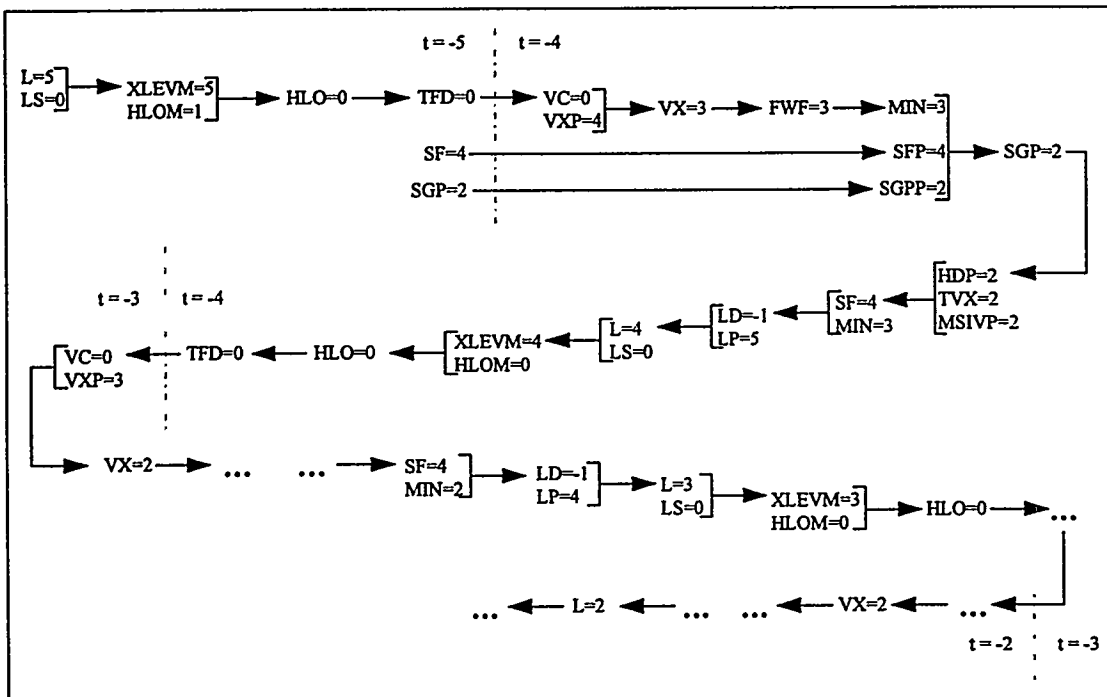 t = -5 t = -4
L=5
LS=0
XLEVM=5
HLOM=1
HLO=0
TFD=0
VC=0
VXP=4
VX=3
FWF=3
MIN=3
SF=4
SFP=4
SGP=2
SGP=2
SGPP=2
HDP=2
TVX=2
MSIVP=2
SF=4
MIN=3
LD=-1
LP=5
L=4
LS=0
XLEVM=4
HLOM=0
HLO=0
TFD=0
t = -3 t = -4
VC=0
VXP=3
VX=2
... ...
SF=4
MIN=2
LD=-1
LP=4
L=3
LS=0
XLEVM=3
HLOM=0
HLO=0
...
... L=2 ... ... VX=2 ...
t = -2 t = -3